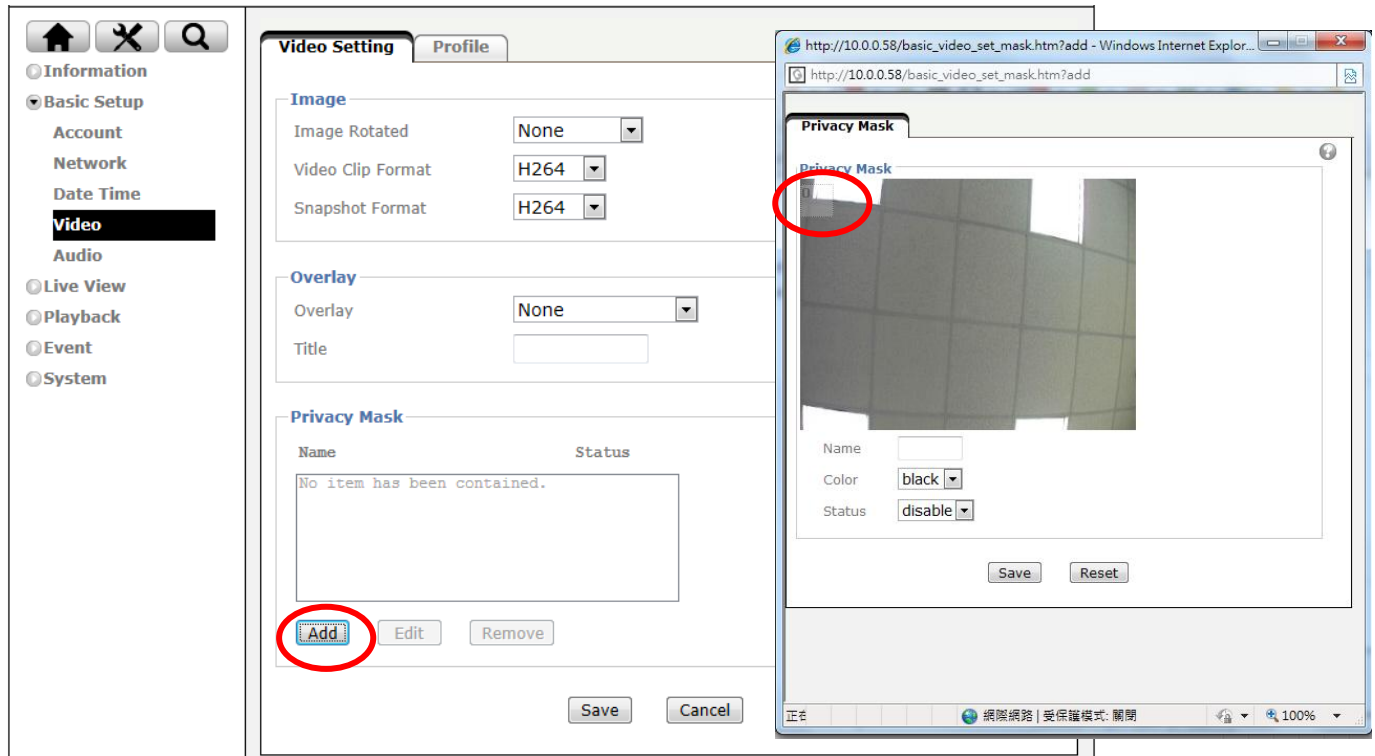 Information
Basic Setup
Account
Network
Date Time
Video
Audio
Live View
Playback
Event
System
Video Setting Profile
Image
Image Rotated None
Video Clip Format H264
Snapshot Format H264
Overlay
Overlay None
Title
Privacy Mask
Name Status
No item has been contained.
Add Edit Remove
Save Cancel
http://10.0.0.58/basic_video_set_mask.htm?add - Windows Internet Explor...
http://10.0.0.58/basic_video_set_mask.htm?add
Privacy Mask
Privacy Mask
0
Name
Color black
Status disable
Save Reset
正在 網際網路 | 受保護模式: 關閉 100%